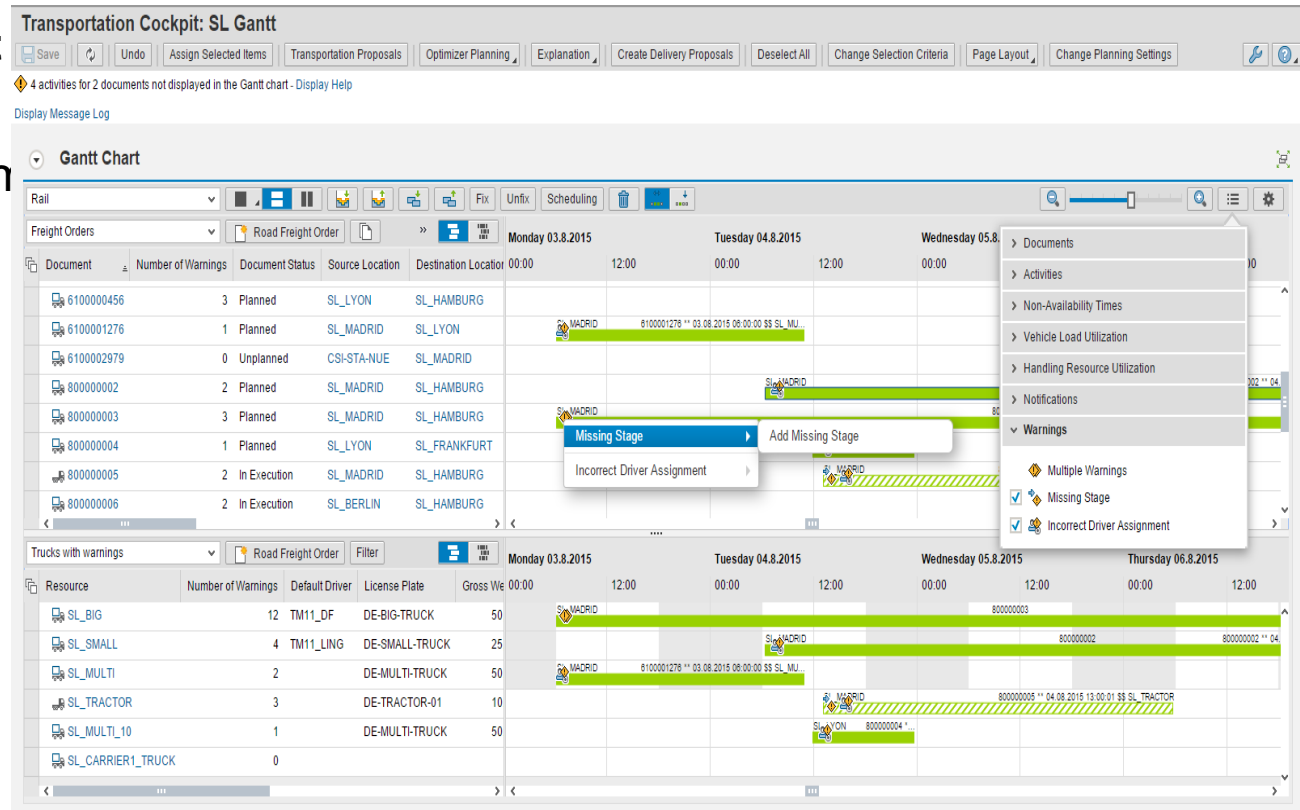 Transportation Cockpit: SL Gantt
Save Undo Assign Selected Items Transportation Proposals Optimizer Planning Explanation Create Delivery Proposals Deselect All Change Selection Criteria Page Layout Change Planning Settings
4 activities for 2 documents not displayed in the Gantt chart - Display Help
Display Message Log
Gantt Chart
Rail Fix Unfix Scheduling
Freight Orders Road Freight Order » Monday 03.8.2015 Tuesday 04.8.2015 Wednesday 05.8.
Document Number of Warnings Document Status Source Location Destination Location 00:00 12:00 00:00 12:00 00:00
6100000456 3 Planned SL_LYON SL_HAMBURG
6100001276 1 Planned SL_MADRID SL_LYON MADRID 6100001276 ** 03.08.2015 06:00:00 $$ SL_MU...
6100002979 0 Unplanned CSI-STA-NUE SL_MADRID
800000002 2 Planned SL_MADRID SL_HAMBURG
800000003 3 Planned SL_MADRID SL_HAMBURG
800000004 1 Planned SL_LYON SL_FRANKFURT
800000005 2 In Execution SL_MADRID SL_HAMBURG
800000006 2 In Execution SL_BERLIN SL_HAMBURG
Missing Stage Add Missing Stage
Incorrect Driver Assignment
Documents
Activities
Non-Availability Times
Vehicle Load Utilization
Handling Resource Utilization
Notifications
Warnings
Multiple Warnings
Missing Stage
Incorrect Driver Assignment
Trucks with warnings Road Freight Order Filter Monday 03.8.2015 Tuesday 04.8.2015 Wednesday 05.8.2015 Thursday 06.8.2015
Resource Number of Warnings Default Driver License Plate Gross We 00:00 12:00 00:00 12:00 00:00 12:00 00:00 12:00
SL_BIG 12 TM11_DF DE-BIG-TRUCK 50 MADRID 800000003
SL_SMALL 4 TM11_LING DE-SMALL-TRUCK 25 800000002 800000002 ** 04.
SL_MULTI 2 DE-MULTI-TRUCK 50 MADRID 6100001276 ** 03.08.2015 06:00:00 $$ SL_MU...
SL_TRACTOR 3 DE-TRACTOR-01 10 800000005 ** 04.08.2015 13:00:01 $$ SL_TRACTOR
SL_MULTI_10 1 DE-MULTI-TRUCK 50 800000004 *...
SL_CARRIER1_TRUCK 0